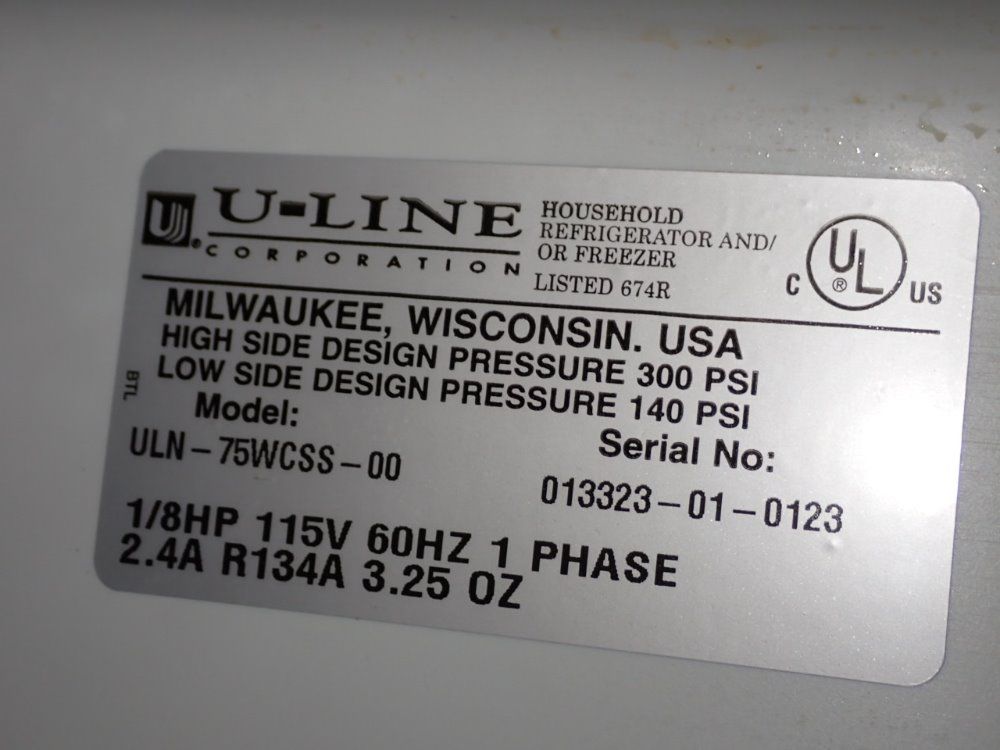 U-LINE
CORPORATION
HOUSEHOLD
REFRIGERATOR AND/
OR FREEZER
LISTED 674R
C UL ® US
MILWAUKEE, WISCONSIN. USA
HIGH SIDE DESIGN PRESSURE 300 PSI
LOW SIDE DESIGN PRESSURE 140 PSI
BTL
Model:
ULN-75WCSS-00
Serial No:
013323-01-0123
1/8HP 115V 60HZ 1 PHASE
2.4A R134A 3.25 OZ